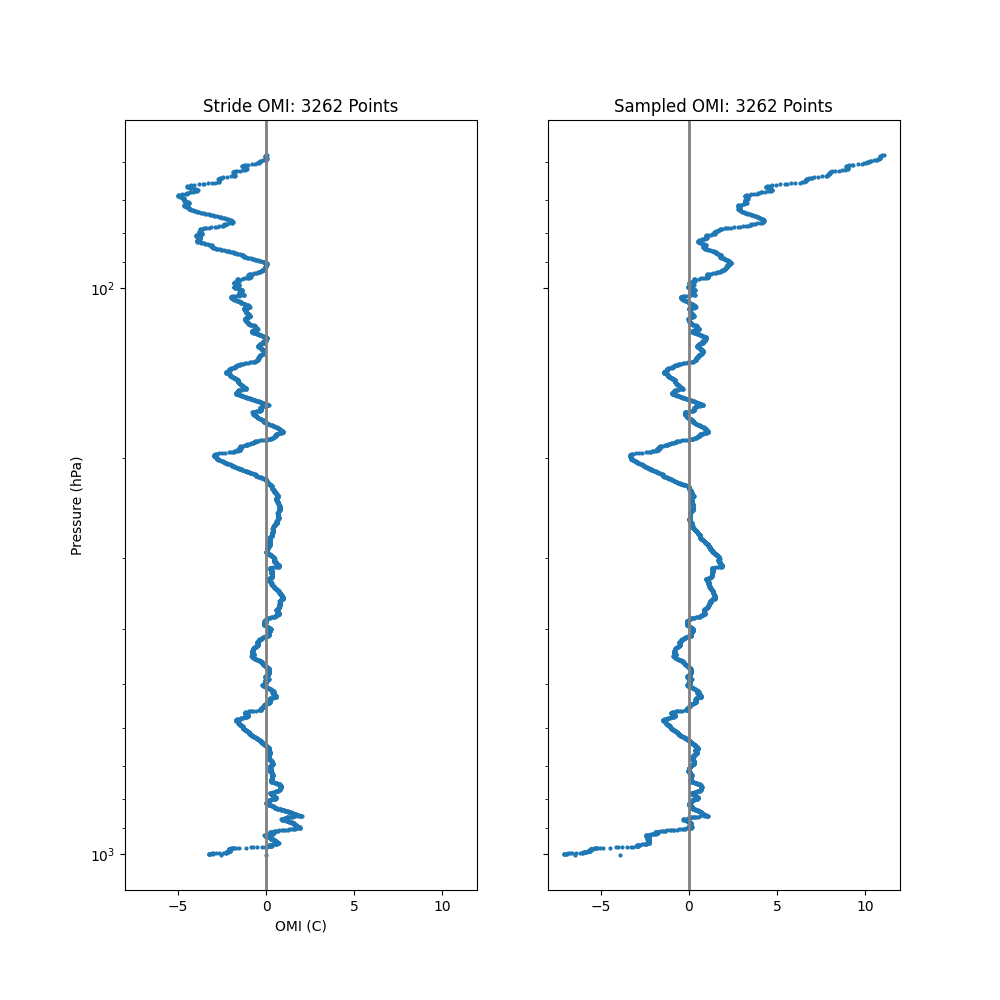 Stride OMI: 3262 Points
Sampled OMI: 3262 Points
Pressure (hPa)
10²
10³
−5 0 5 10
−5 0 5 10
OMI (C)